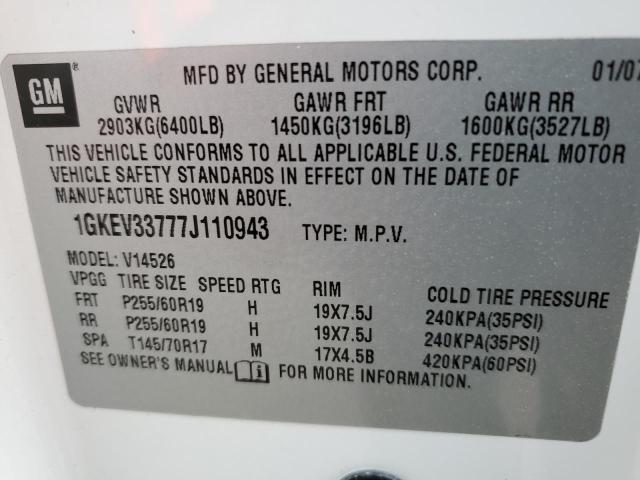 GM
MFD BY GENERAL MOTORS CORP. 01/07
GVWR GAWR FRT GAWR RR
2903KG(6400LB) 1450KG(3196LB) 1600KG(3527LB)
THIS VEHICLE CONFORMS TO ALL APPLICABLE U.S. FEDERAL MOTOR
VEHICLE SAFETY STANDARDS IN EFFECT ON THE DATE OF
MANUFACTURE SHOWN ABOVE.
1GKEV33777J110943 TYPE: M.P.V.
MODEL: V14526
VPGG TIRE SIZE SPEED RTG RIM COLD TIRE PRESSURE
FRT P255/60R19 H 19X7.5J 240KPA(35PSI)
RR P255/60R19 H 19X7.5J 240KPA(35PSI)
SPA T145/70R17 M 17X4.5B 420KPA(60PSI)
SEE OWNER'S MANUAL FOR MORE INFORMATION.